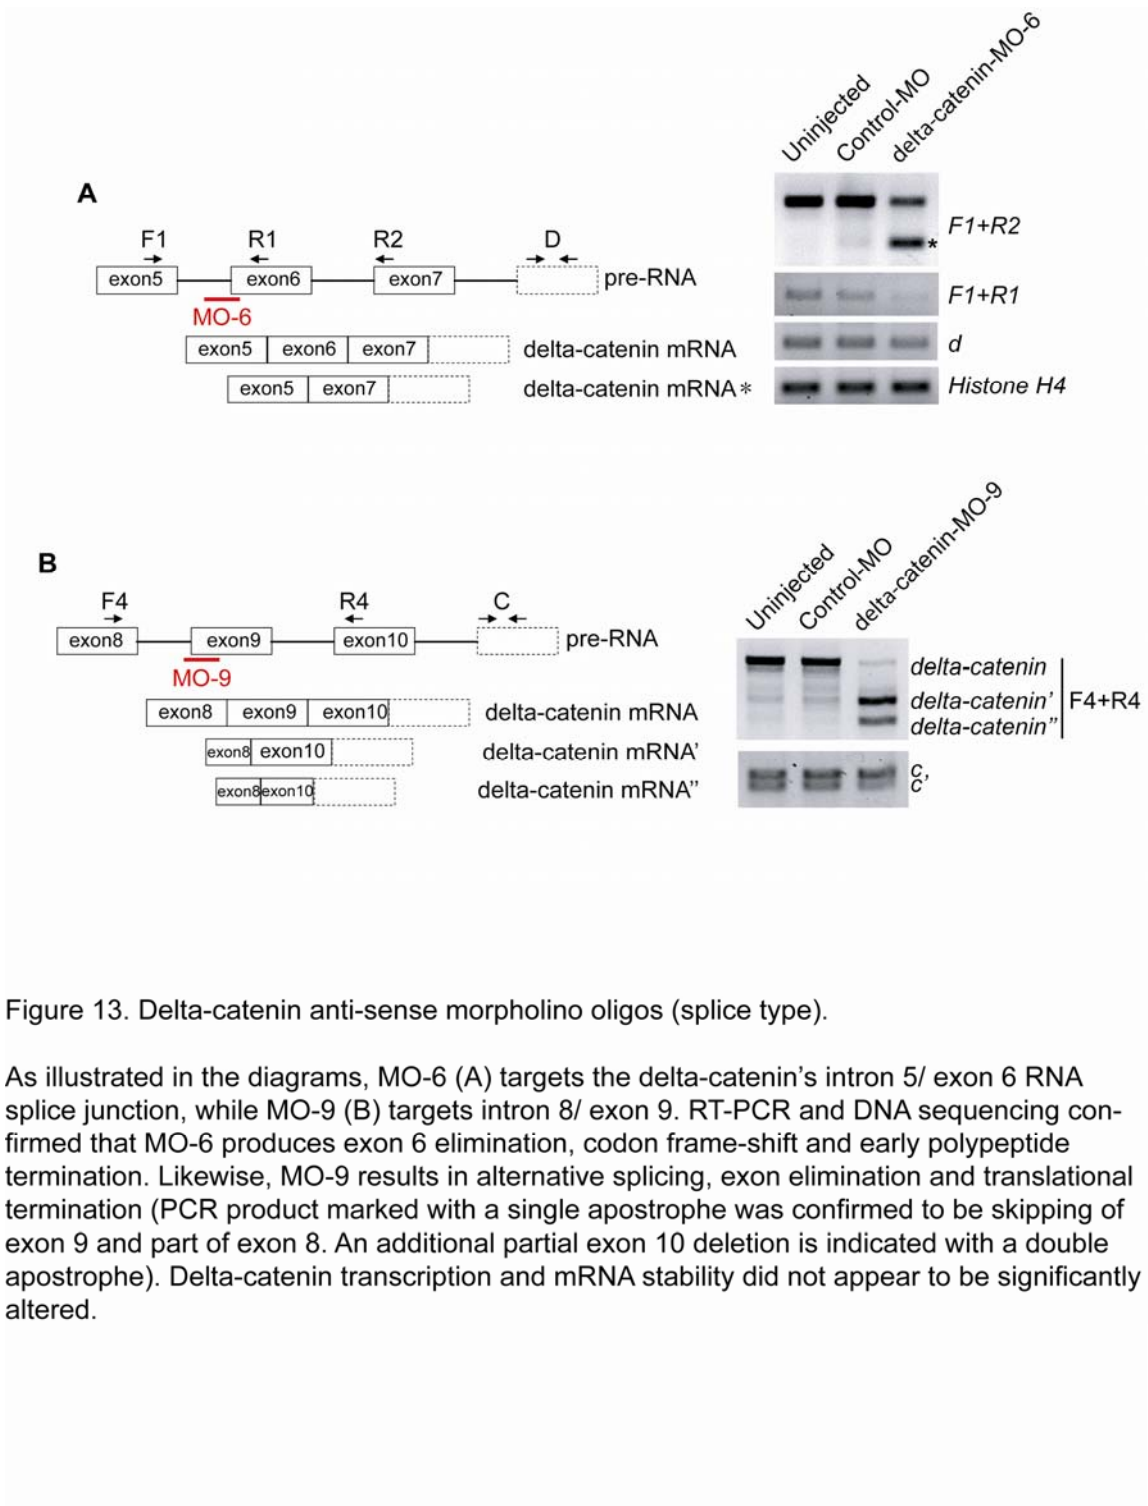 Uninjected
Control-MO
delta-catenin-MO-6
A
F1 R1 R2 D
exon5 exon6 exon7 pre-RNA
MO-6
exon5 exon6 exon7 delta-catenin mRNA
exon5 exon7 delta-catenin mRNA*
F1+R2
*
F1+R1
d
Histone H4
Uninjected
Control-MO
delta-catenin-MO-9
B
F4 R4 C
exon8 exon9 exon10 pre-RNA
MO-9
exon8 exon9 exon10 delta-catenin mRNA
exon8 exon10 delta-catenin mRNA’
exon8 exon10 delta-catenin mRNA”
delta-catenin
delta-catenin’ F4+R4
delta-catenin”
c,
c
Figure 13. Delta-catenin anti-sense morpholino oligos (splice type).
As illustrated in the diagrams, MO-6 (A) targets the delta-catenin’s intron 5/ exon 6 RNA
splice junction, while MO-9 (B) targets intron 8/ exon 9. RT-PCR and DNA sequencing con-
firmed that MO-6 produces exon 6 elimination, codon frame-shift and early polypeptide
termination. Likewise, MO-9 results in alternative splicing, exon elimination and translational
termination (PCR product marked with a single apostrophe was confirmed to be skipping of
exon 9 and part of exon 8. An additional partial exon 10 deletion is indicated with a double
apostrophe). Delta-catenin transcription and mRNA stability did not appear to be significantly
altered.